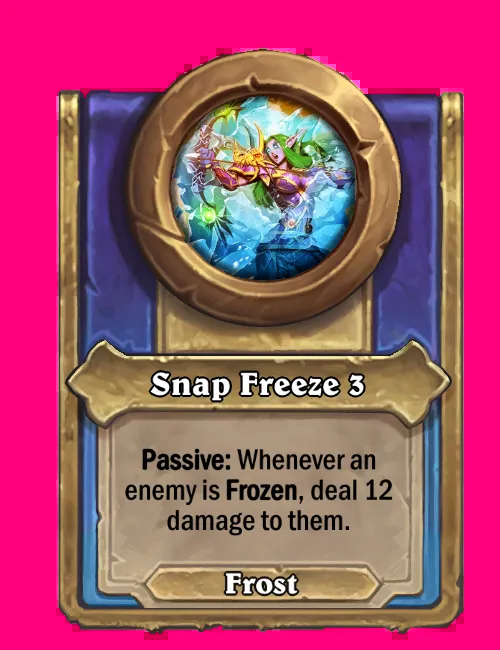 Snap Freeze 3
Passive: Whenever an
enemy is Frozen, deal 12
damage to them.
Frost